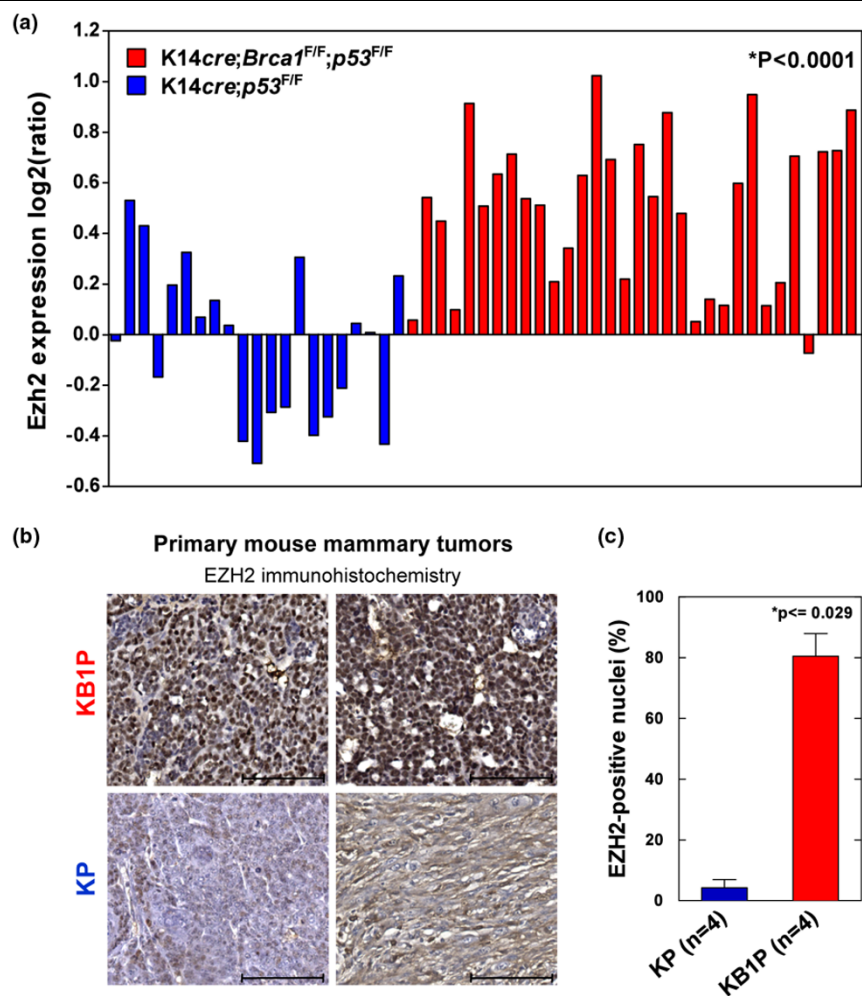 (a)
Ezh2 expression log2(ratio)
1.2
1.0
0.8
0.6
0.4
0.2
0.0
-0.2
-0.4
-0.6
K14cre;Brca1F/F;p53F/F
K14cre;p53F/F
*P<0.0001
(b)
Primary mouse mammary tumors
EZH2 immunohistochemistry
KB1P
KP
(c)
EZH2-positive nuclei (%)
100
80
60
40
20
0
*p<= 0.029
KP (n=4)
KB1P (n=4)